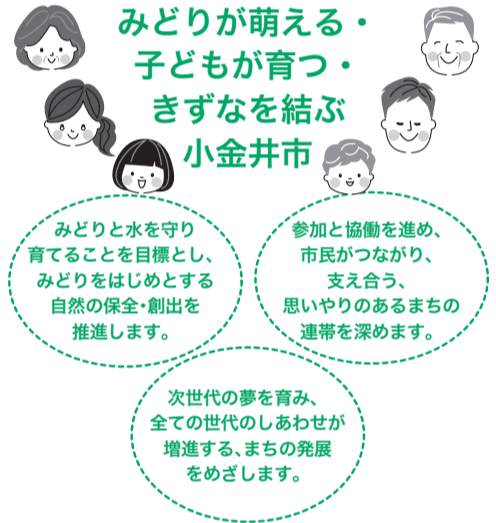 みどりが萌える・
子どもが育つ・
きずなを結ぶ
小金井市
みどりと水を守り
育てることを目標とし、
みどりをはじめとする
自然の保全・創出を
推進します。
参加と協働を進め、
市民がつながり、
支え合う、
思いやりのあるまちの
連帯を深めます。
次世代の夢を育み、
全ての世代のしあわせが
増進する、まちの発展
をめざします。